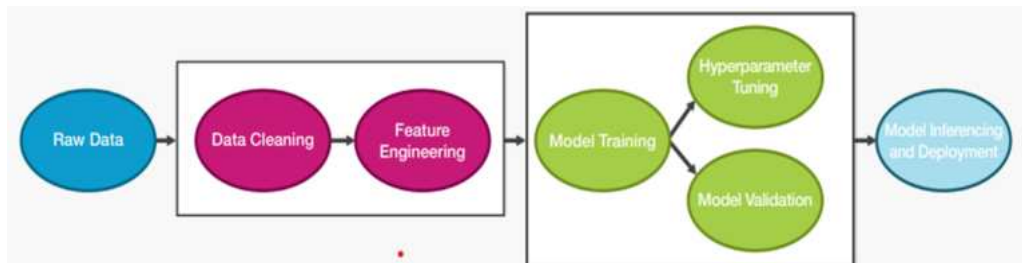 Raw Data
Data Cleaning
Feature
Engineering
Model Training
Hyperparameter
Tuning
Model Validation
Model Inferencing
and Deployment